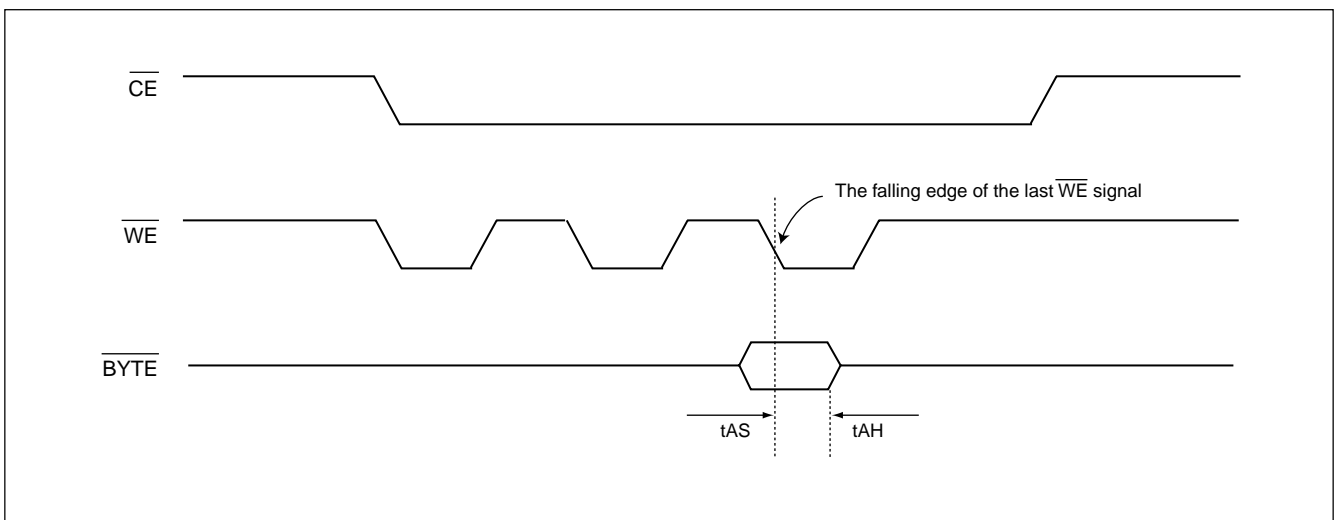 CE
The falling edge of the last WE signal
WE
BYTE
tAS
tAH